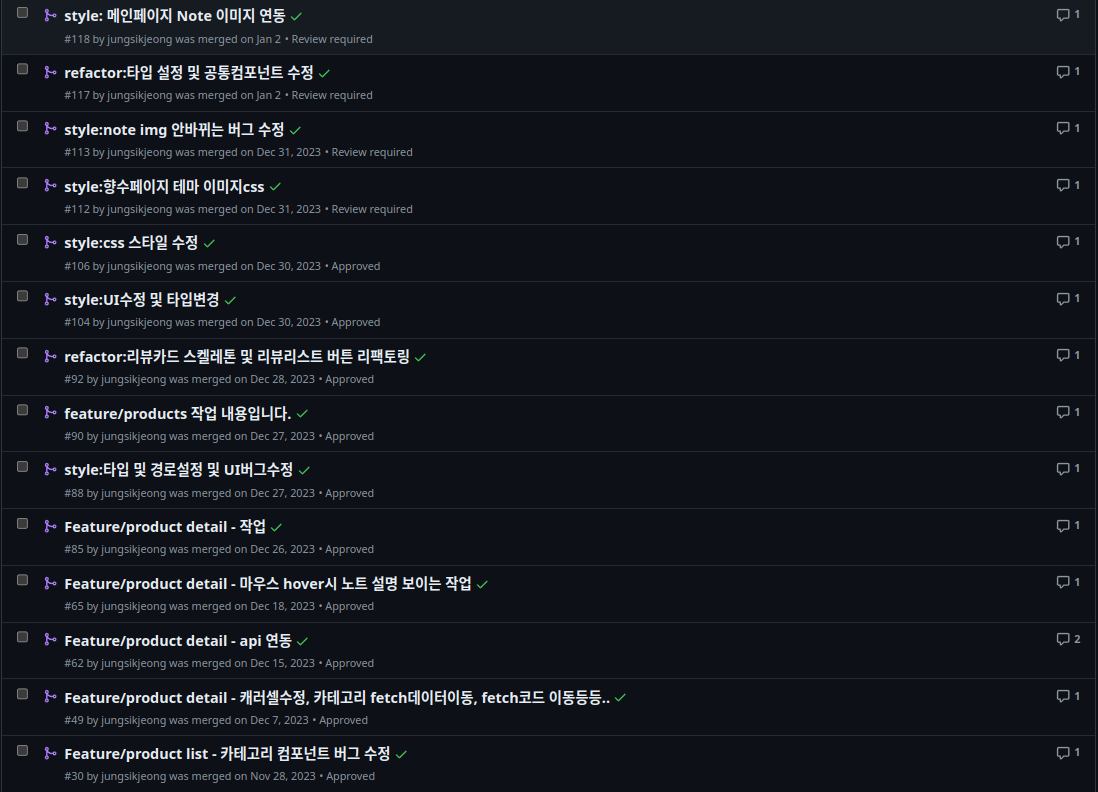 style: 메인페이지 Note 이미지 연동
1
#118 by jungsikjeong was merged on Jan 2 • Review required
refactor:타입 설정 및 공통컴포넌트 수정
1
#117 by jungsikjeong was merged on Jan 2 • Review required
style:note img 안바뀌는 버그 수정
1
#113 by jungsikjeong was merged on Dec 31, 2023 • Review required
style:향수페이지 테마 이미지css
1
#112 by jungsikjeong was merged on Dec 31, 2023 • Review required
style:css 스타일 수정
1
#106 by jungsikjeong was merged on Dec 30, 2023 • Approved
style:UI수정 및 타입변경
1
#104 by jungsikjeong was merged on Dec 30, 2023 • Approved
refactor:리뷰카드 스켈레톤 및 리뷰리스트 버튼 리팩토링
1
#92 by jungsikjeong was merged on Dec 28, 2023 • Approved
feature/products 작업 내용입니다.
1
#90 by jungsikjeong was merged on Dec 27, 2023 • Approved
style:타입 및 경로설정 및 UI버그수정
1
#88 by jungsikjeong was merged on Dec 27, 2023 • Approved
Feature/product detail - 작업
1
#85 by jungsikjeong was merged on Dec 26, 2023 • Approved
Feature/product detail - 마우스 hover시 노트 설명 보이는 작업
1
#65 by jungsikjeong was merged on Dec 18, 2023 • Approved
Feature/product detail - api 연동
2
#62 by jungsikjeong was merged on Dec 15, 2023 • Approved
Feature/product detail - 캐러셀수정, 카테고리 fetch데이터이동, fetch코드 이동등등..
1
#49 by jungsikjeong was merged on Dec 7, 2023 • Approved
Feature/product list - 카테고리 컴포넌트 버그 수정
1
#30 by jungsikjeong was merged on Nov 28, 2023 • Approved